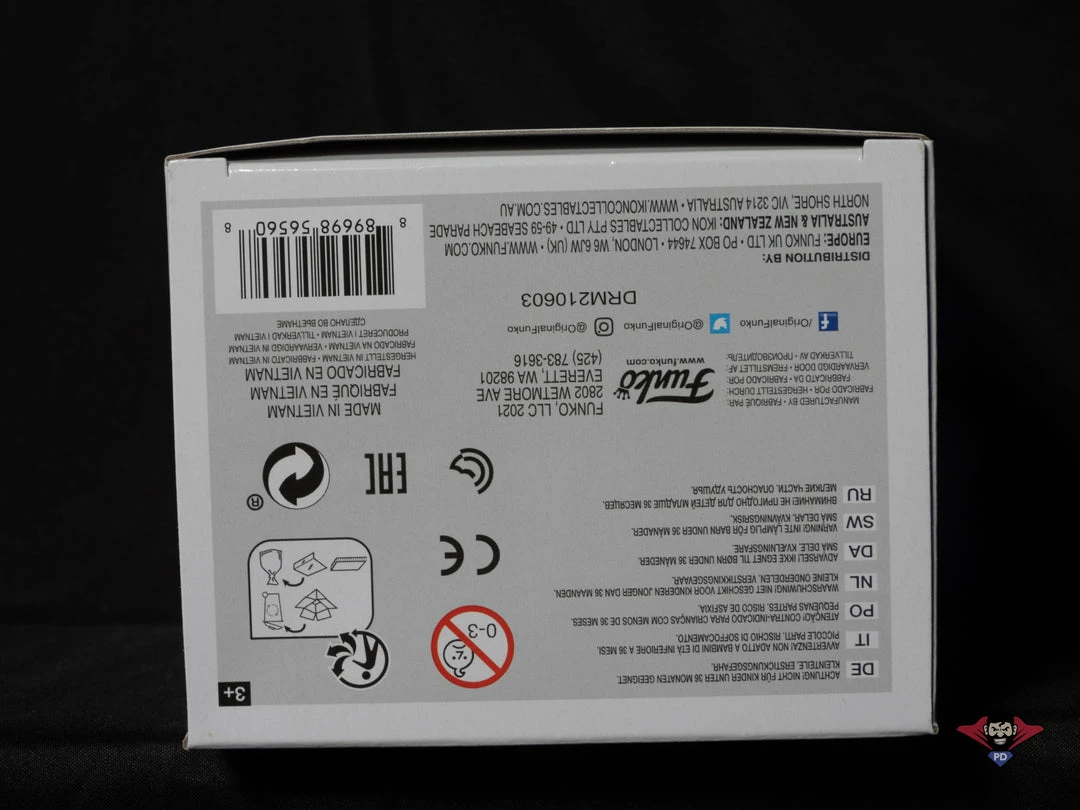 3+
DE
ACHTUNG! NICHT FÜR KINDER UNTER 36 MONATEN GEEIGNET.
KLEINTEILE. ERSTICKUNGSGEFAHR.
IT
AVVERTENZA! NON ADATTO A BAMBINI DI ETÀ INFERIORE A 36 MESI.
PICCOLE PARTI. RISCHIO DI SOFFOCAMENTO.
PO
ATENÇÃO! CONTRA-INDICADO PARA CRIANÇAS COM MENOS DE 36 MESES.
PEQUENAS PARTES. RISCO DE ASFIXIA.
NL
WAARSCHUWING! NIET GESCHIKT VOOR KINDEREN JONGER DAN 36 MAANDEN.
KLEINE ONDERDELEN. VERSTIKKINGSGEVAAR.
DA
ADVARSEL! IKKE EGNET TIL BØRN UNDER 36 MÅNEDER.
SMÅ DELE. KVÆLNINGSFARE.
SW
VARNING! INTE LÄMPLIG FÖR BARN UNDER 36 MÅNADER.
SMÅ DELAR. KVÄVNINGSRISK.
RU
ВНИМАНИЕ! НЕ ПРИГОДНО ДЛЯ ДЕТЕЙ МЛАДШЕ 36 МЕСЯЦЕВ.
МЕЛКИЕ ЧАСТИ. ОПАСНОСТЬ УДУШЬЯ.
0-3
CE
EAC
®
MANUFACTURED BY • FABRIQUÉ PAR:
FABRICADO POR • HERGESTELLT DURCH:
FABBRICATO DA • FABRICADO POR:
VERVAARDIGD DOOR • FREMSTILLET AF:
TILLVERKAD AV • ПРОИЗВОДИТЕЛЬ:
Funko
www.funko.com
FUNKO, LLC 2021
2802 WETMORE AVE
EVERETT, WA 98201
(425) 783-3616
MADE IN VIETNAM
FABRIQUÉ EN VIETNAM
FABRICADO EN VIETNAM
HERGESTELLT IN VIETNAM • FABBRICATO IN VIETNAM
FABRICADO NA VIETNAM • VERVAARDIGD IN VIETNAM
PRODUCERET I VIETNAM • TILLVERKAD I VIETNAM
СДЕЛАНО ВО ВЬЕТНАМЕ
/OriginalFunko
@OriginalFunko
@OriginalFunko
DRM210603
DISTRIBUTION BY:
EUROPE: FUNKO UK LTD • PO BOX 74644 • LONDON, W6 6JW (UK) • WWW.FUNKO.COM
AUSTRALIA & NEW ZEALAND: IKON COLLECTABLES PTY LTD • 49-59 SEABEACH PARADE
NORTH SHORE, VIC 3214 AUSTRALIA • WWW.IKONCOLLECTABLES.COM.AU
8 89698 56560 8
PD